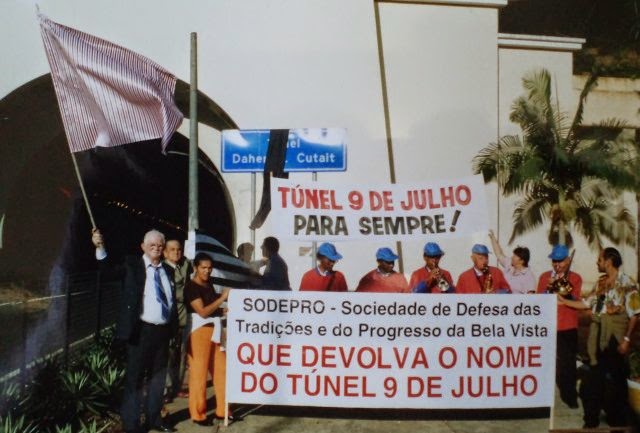 Daher E. Cutait
TÚNEL 9 DE JULHO
PARA SEMPRE!
SODEPRO - Sociedade de Defesa das
Tradições e do Progresso da Bela Vista
QUE DEVOLVA O NOME
DO TÚNEL 9 DE JULHO